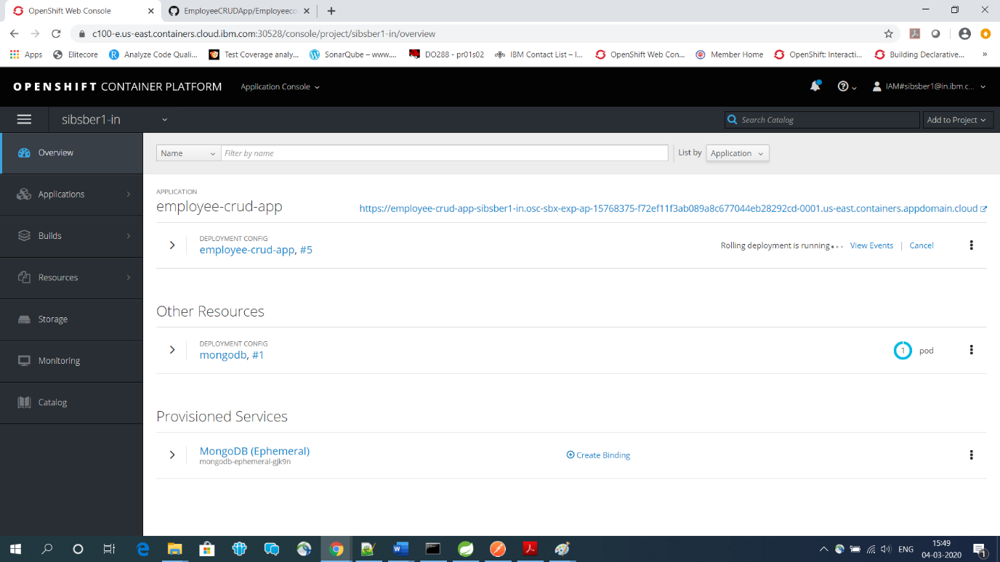 OpenShift Web Console
EmployeeCRUDApp/Employeeco
c100-e.us-east.containers.cloud.ibm.com:30528/console/project/sibsber1-in/overview
Apps Elitecore Analyze Code Quali... Test Coverage analy... SonarQube – www.... DO288 - pr01s02 IBM Contact List – I... OpenShift Web Con... Member Home OpenShift: Interacti... Building Declarative... »
OPENSHIFT CONTAINER PLATFORM Application Console IAM#sibsber1@in.ibm.c...
sibsber1-in Search Catalog Add to Project
Overview
Name Filter by name List by Application
Applications
Builds
Resources
Storage
Monitoring
Catalog
APPLICATION
employee-crud-app https://employee-crud-app-sibsber1-in.osc-sbx-exp-ap-15768375-f72ef11f3ab089a8c677044eb28292cd-0001.us-east.containers.appdomain.cloud
DEPLOYMENT CONFIG
employee-crud-app, #5 Rolling deployment is running... View Events | Cancel
Other Resources
DEPLOYMENT CONFIG
mongodb, #1 1 pod
Provisioned Services
MongoDB (Ephemeral) Create Binding
mongodb-ephemeral-gjk9n
ENG 15:49
04-03-2020 1